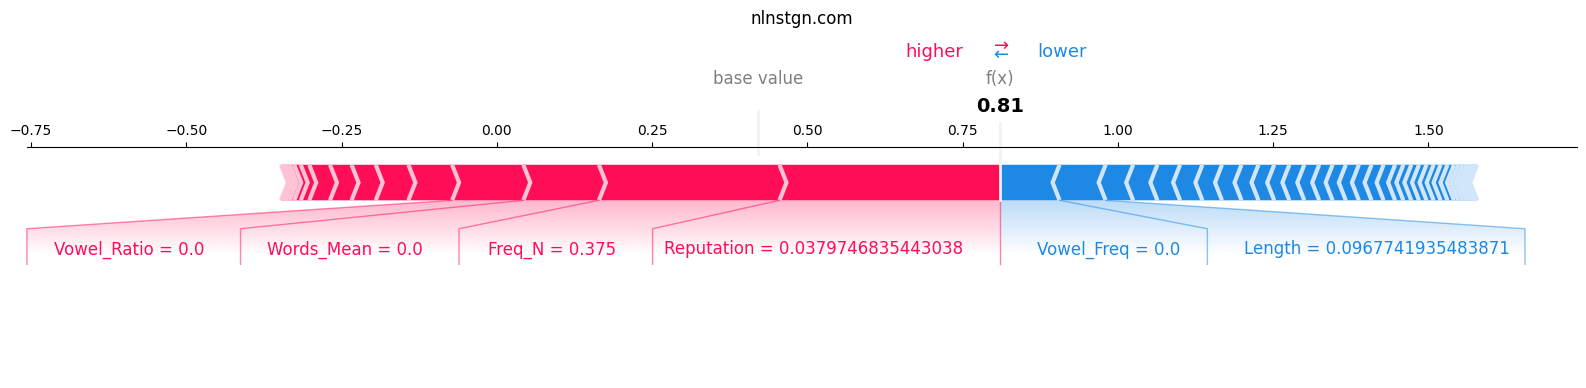 nlnstgn.com
higher ⇄ lower
base value f(x)
0.81
−0.75 −0.50 −0.25 0.00 0.25 0.50 0.75 1.00 1.25 1.50
Vowel_Ratio = 0.0 Words_Mean = 0.0 Freq_N = 0.375 Reputation = 0.0379746835443038 Vowel_Freq = 0.0 Length = 0.0967741935483871